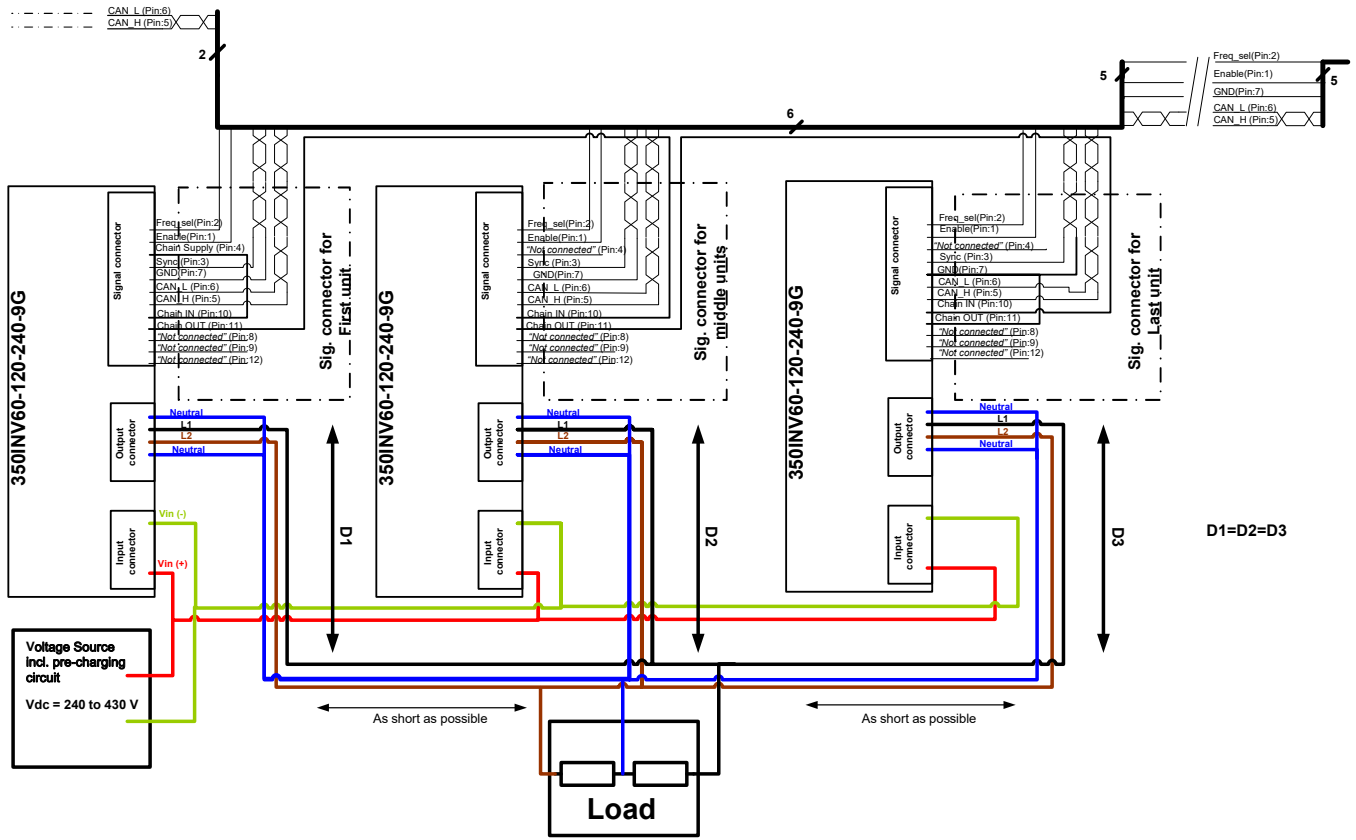 CAN_L (Pin:6)
CAN_H (Pin:5)
2
6
5
Freq_sel(Pin:2)
Enable(Pin:1)
GND(Pin:7)
CAN_L (Pin:6)
CAN_H (Pin:5)
5
350INV60-120-240-9G
Signal connector
Freq_sel(Pin:2)
Enable(Pin:1)
Chain Supply (Pin:4)
Sync(Pin:3)
GND(Pin:7)
CAN_L (Pin:6)
CAN_H (Pin:5)
Chain IN (Pin:10)
Chain OUT (Pin:11)
"Not connected" (Pin:8)
"Not connected" (Pin:9)
"Not connected" (Pin:12)
Sig. connector for
First unit.
Output
connector
Neutral
L1
L2
Neutral
Input
connector
Vin (-)
Vin (+)
D1
350INV60-120-240-9G
Signal connector
Freq_sel(Pin:2)
Enable(Pin:1)
"Not connected" (Pin:4)
Sync (Pin:3)
GND(Pin:7)
CAN_L (Pin:6)
CAN_H (Pin:5)
Chain IN (Pin:10)
Chain OUT (Pin:11)
"Not connected" (Pin:8)
"Not connected" (Pin:9)
"Not connected" (Pin:12)
Sig. connector for
middle units
Output
connector
Neutral
L1
L2
Neutral
Input
connector
D2
350INV60-120-240-9G
Signal connector
Freq_sel(Pin:2)
Enable(Pin:1)
"Not connected" (Pin:4)
Sync (Pin:3)
GND(Pin:7)
CAN_L (Pin:6)
CAN_H (Pin:5)
Chain IN (Pin:10)
Chain OUT (Pin:11)
"Not connected" (Pin:8)
"Not connected" (Pin:9)
"Not connected" (Pin:12)
Sig. connector for
Last unit
Output
connector
Neutral
L1
L2
Neutral
Input
connector
D3
D1=D2=D3
Voltage Source
incl. pre-charging
circuit
Vdc = 240 to 430 V
As short as possible
As short as possible
Load